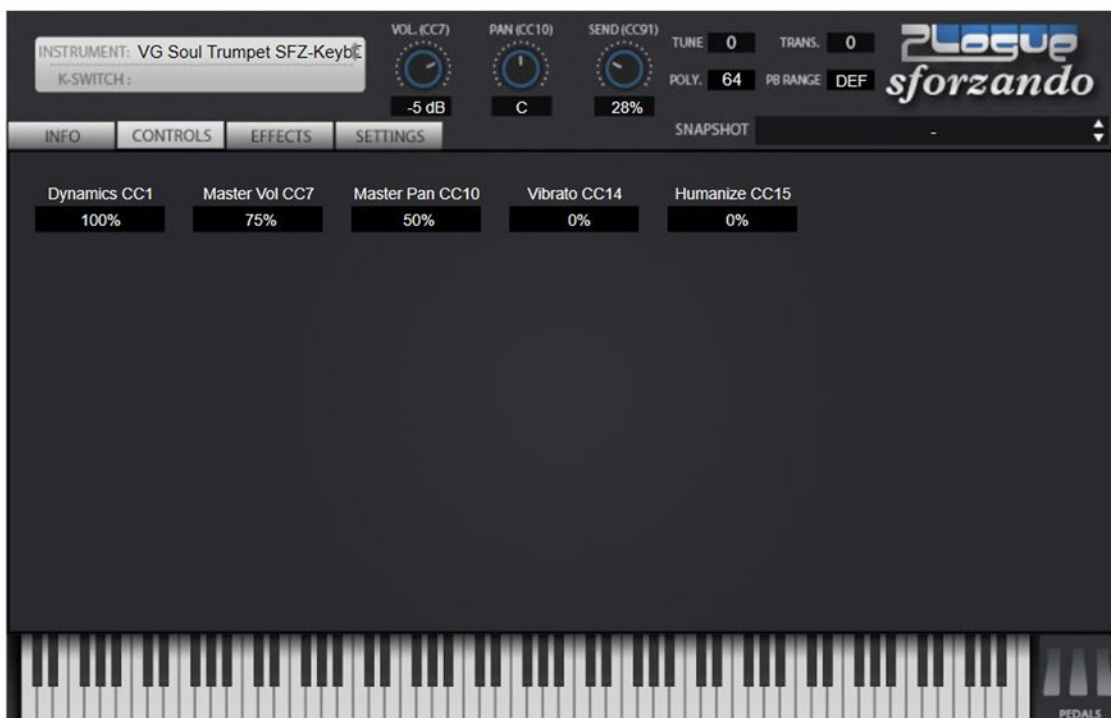 INSTRUMENT: VG Soul Trumpet SFZ-Keyb
K-SWITCH :
VOL. (CC7)
-5 dB
PAN (CC10)
C
SEND (CC91)
28%
TUNE 0 TRANS. 0
POLY. 64 PB RANGE DEF
PLOGUE
sforzando
INFO CONTROLS EFFECTS SETTINGS
SNAPSHOT -
Dynamics CC1 Master Vol CC7 Master Pan CC10 Vibrato CC14 Humanize CC15
100% 75% 50% 0% 0%
PEDALS